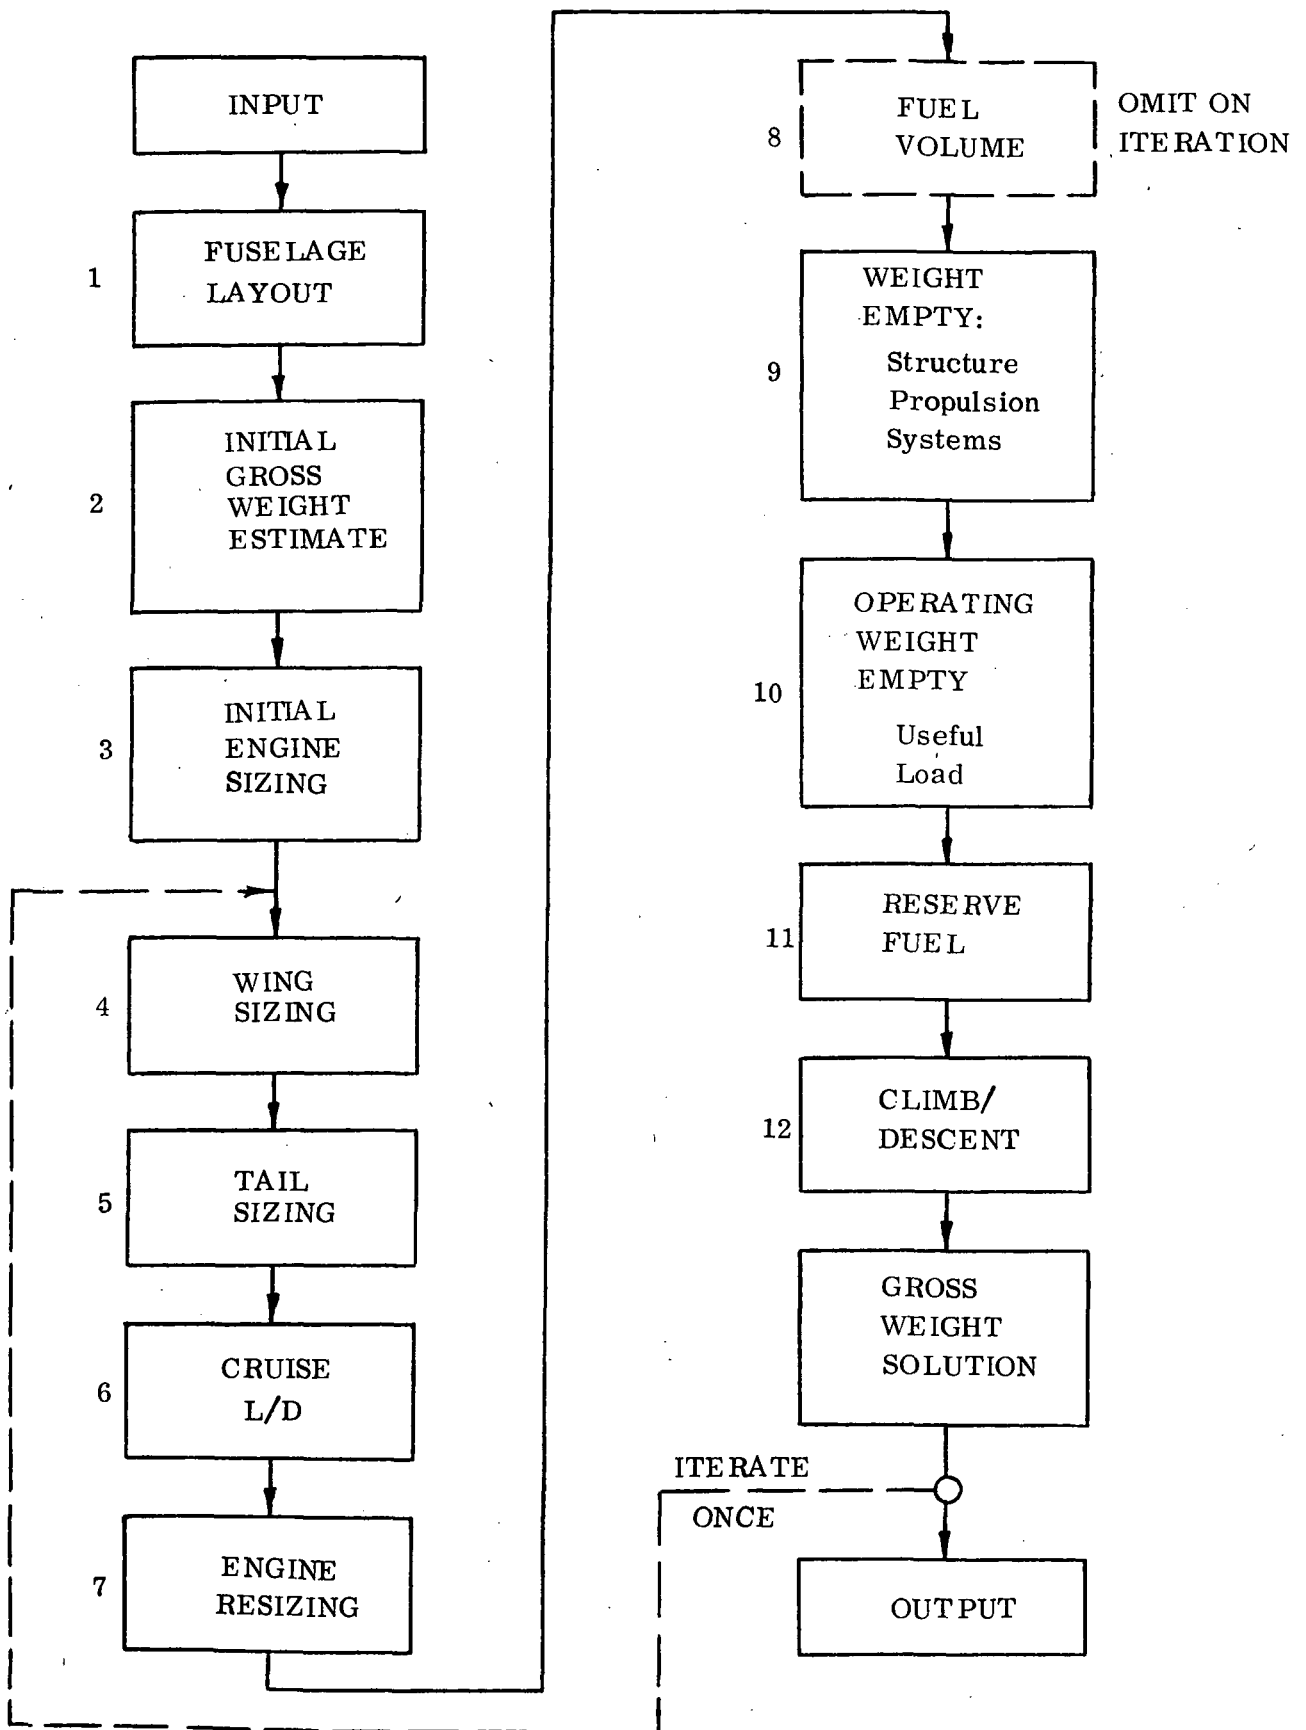 INPUT
1
FUSELAGE
LAYOUT
2
INITIAL
GROSS
WEIGHT
ESTIMATE
3
INITIAL
ENGINE
SIZING
4
WING
SIZING
5
TAIL
SIZING
6
CRUISE
L/D
7
ENGINE
RESIZING
8
FUEL
VOLUME
OMIT ON
ITERATION
9
WEIGHT
EMPTY:
Structure
Propulsion
Systems
10
OPERATING
WEIGHT
EMPTY
Useful
Load
11
RESERVE
FUEL
12
CLIMB/
DESCENT
GROSS
WEIGHT
SOLUTION
ITERATE
ONCE
OUTPUT